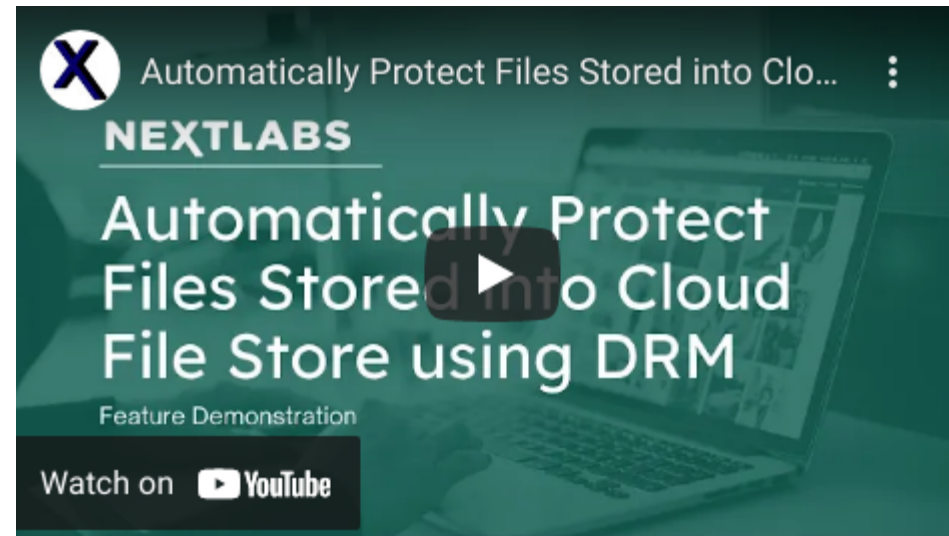 Automatically Protect Files Stored into Clo...
NEXTLABS
Automatically Protect
Files Stored into Cloud
File Store using DRM
Feature Demonstration
Watch on YouTube